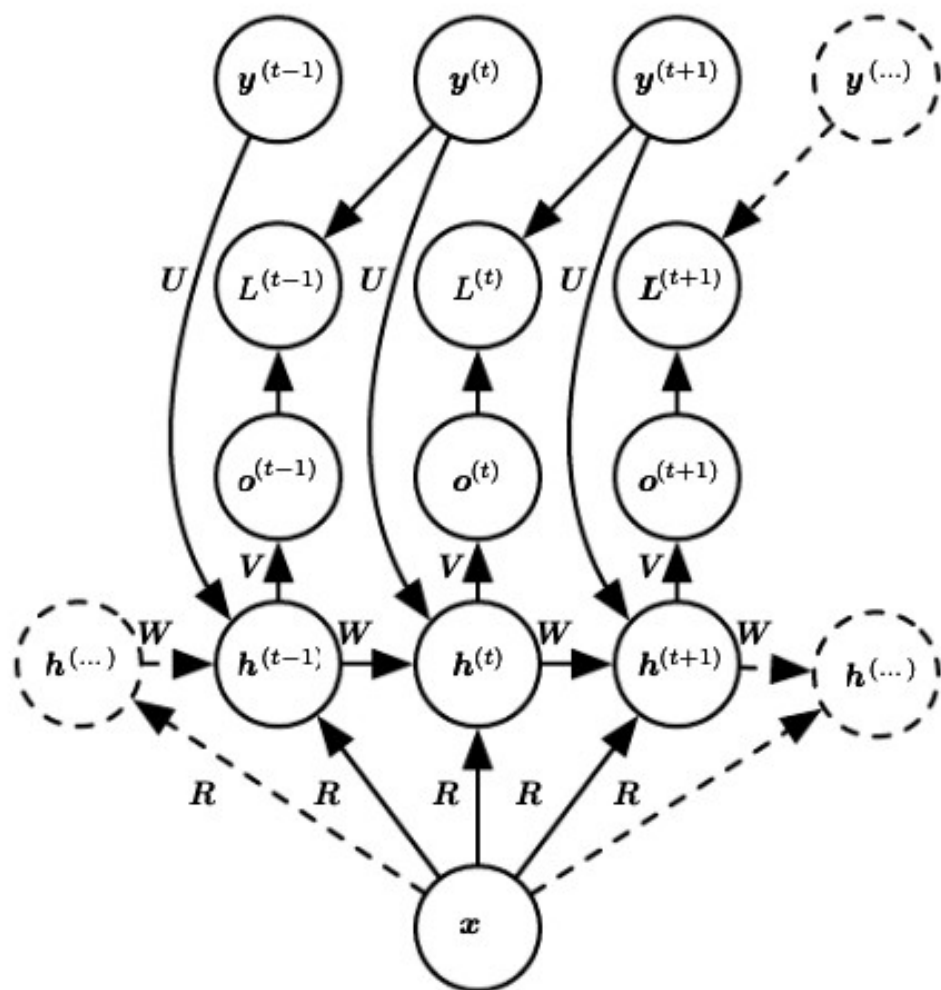 y^(t−1) y^(t) y^(t+1) y^(...)
U L^(t−1) U L^(t) U L^(t+1)
o^(t−1) o^(t) o^(t+1)
V V V
W W W W
h^(...) h^(t−1) h^(t) h^(t+1) h^(...)
R R R R R
x